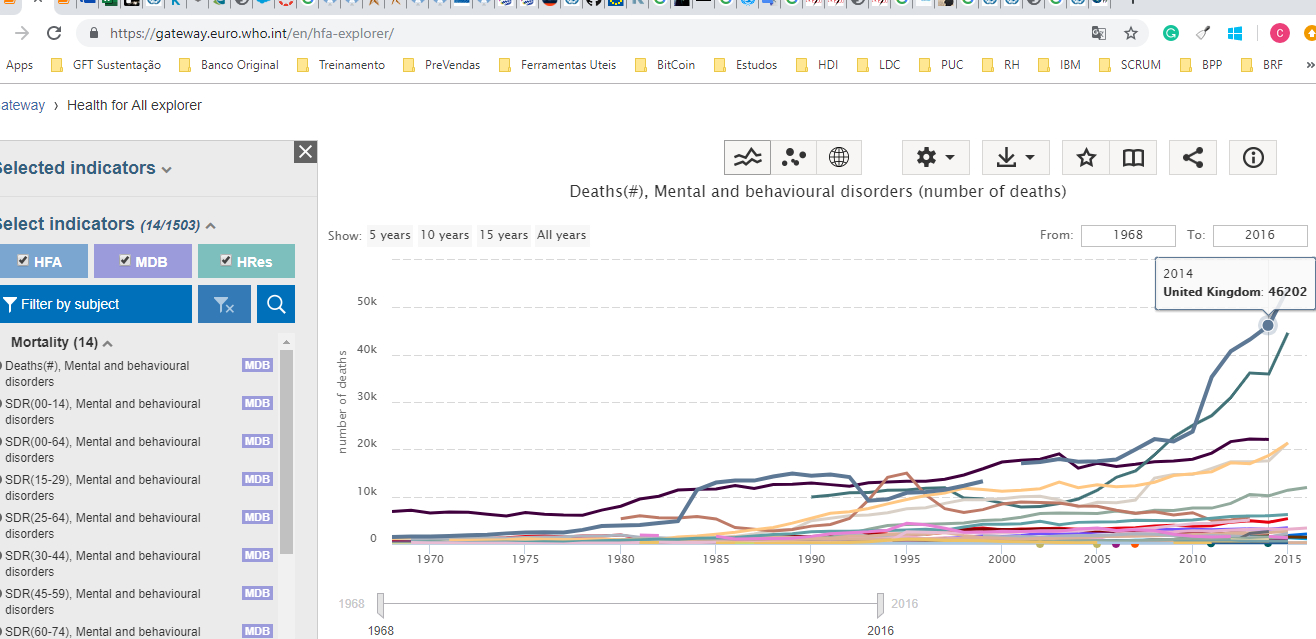 https://gateway.euro.who.int/en/hfa-explorer/
C
Apps GFT Sustentação Banco Original Treinamento PreVendas Ferramentas Uteis BitCoin Estudos HDI LDC PUC RH IBM SCRUM BPP BRF »
ateway › Health for All explorer
Selected indicators
Select indicators (14/1503)
HFA MDB HRes
Filter by subject
Mortality (14)
Deaths(#), Mental and behavioural MDB
disorders
SDR(00-14), Mental and behavioural MDB
disorders
SDR(00-64), Mental and behavioural MDB
disorders
SDR(15-29), Mental and behavioural MDB
disorders
SDR(25-64), Mental and behavioural MDB
disorders
SDR(30-44), Mental and behavioural MDB
disorders
SDR(45-59), Mental and behavioural MDB
disorders
SDR(60-74), Mental and behavioural MDB
Deaths(#), Mental and behavioural disorders (number of deaths)
Show: 5 years 10 years 15 years All years
From: 1968 To: 2016
2014
United Kingdom: 46202
number of deaths
50k
40k
30k
20k
10k
0
1970 1975 1980 1985 1990 1995 2000 2005 2010 2015
1968 2016
1968 2016